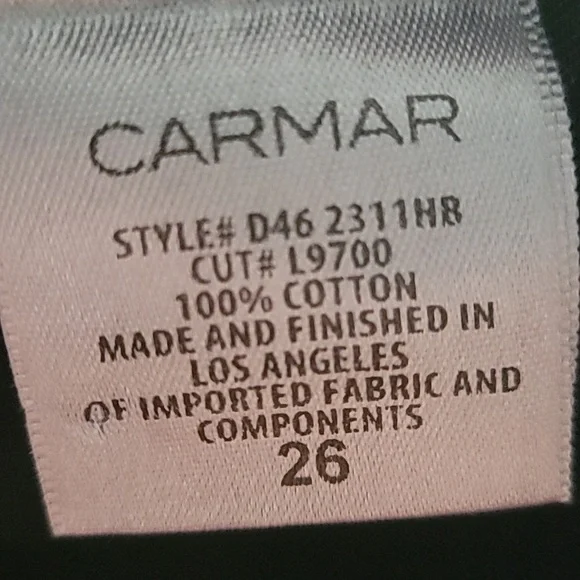 CARMAR
STYLE# D46 2311HB
CUT# L9700
100% COTTON
MADE AND FINISHED IN
LOS ANGELES
OF IMPORTED FABRIC AND
COMPONENTS
26